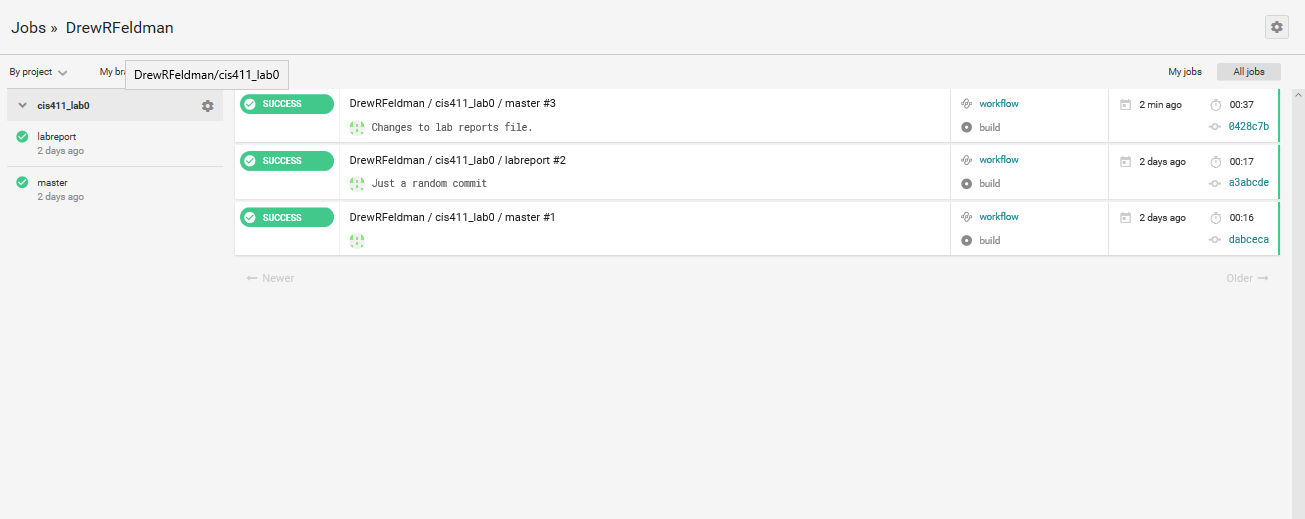 Jobs » DrewRFeldman
By project
My bra
DrewRFeldman/cis411_lab0
My jobs
All jobs
cis411_lab0
labreport
2 days ago
master
2 days ago
SUCCESS
DrewRFeldman / cis411_lab0 / master #3
Changes to lab reports file.
workflow
build
2 min ago
00:37
0428c7b
SUCCESS
DrewRFeldman / cis411_lab0 / labreport #2
Just a random commit
workflow
build
2 days ago
00:17
a3abcde
SUCCESS
DrewRFeldman / cis411_lab0 / master #1
workflow
build
2 days ago
00:16
dabceca
← Newer
Older →